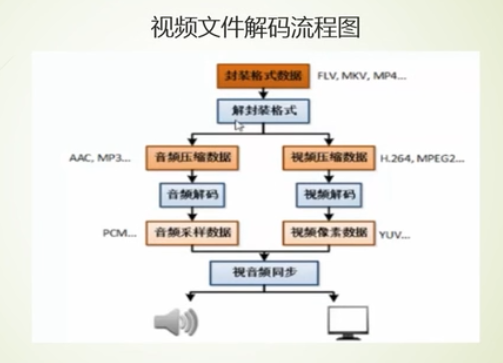 视频文件解码流程图
封装格式数据 FLV, MKV, MP4...
解封装格式
AAC, MP3... 音频压缩数据 视频压缩数据 H.264, MPEG2...
音频解码 视频解码
PCM... 音频采样数据 视频像素数据 YUV...
视音频同步